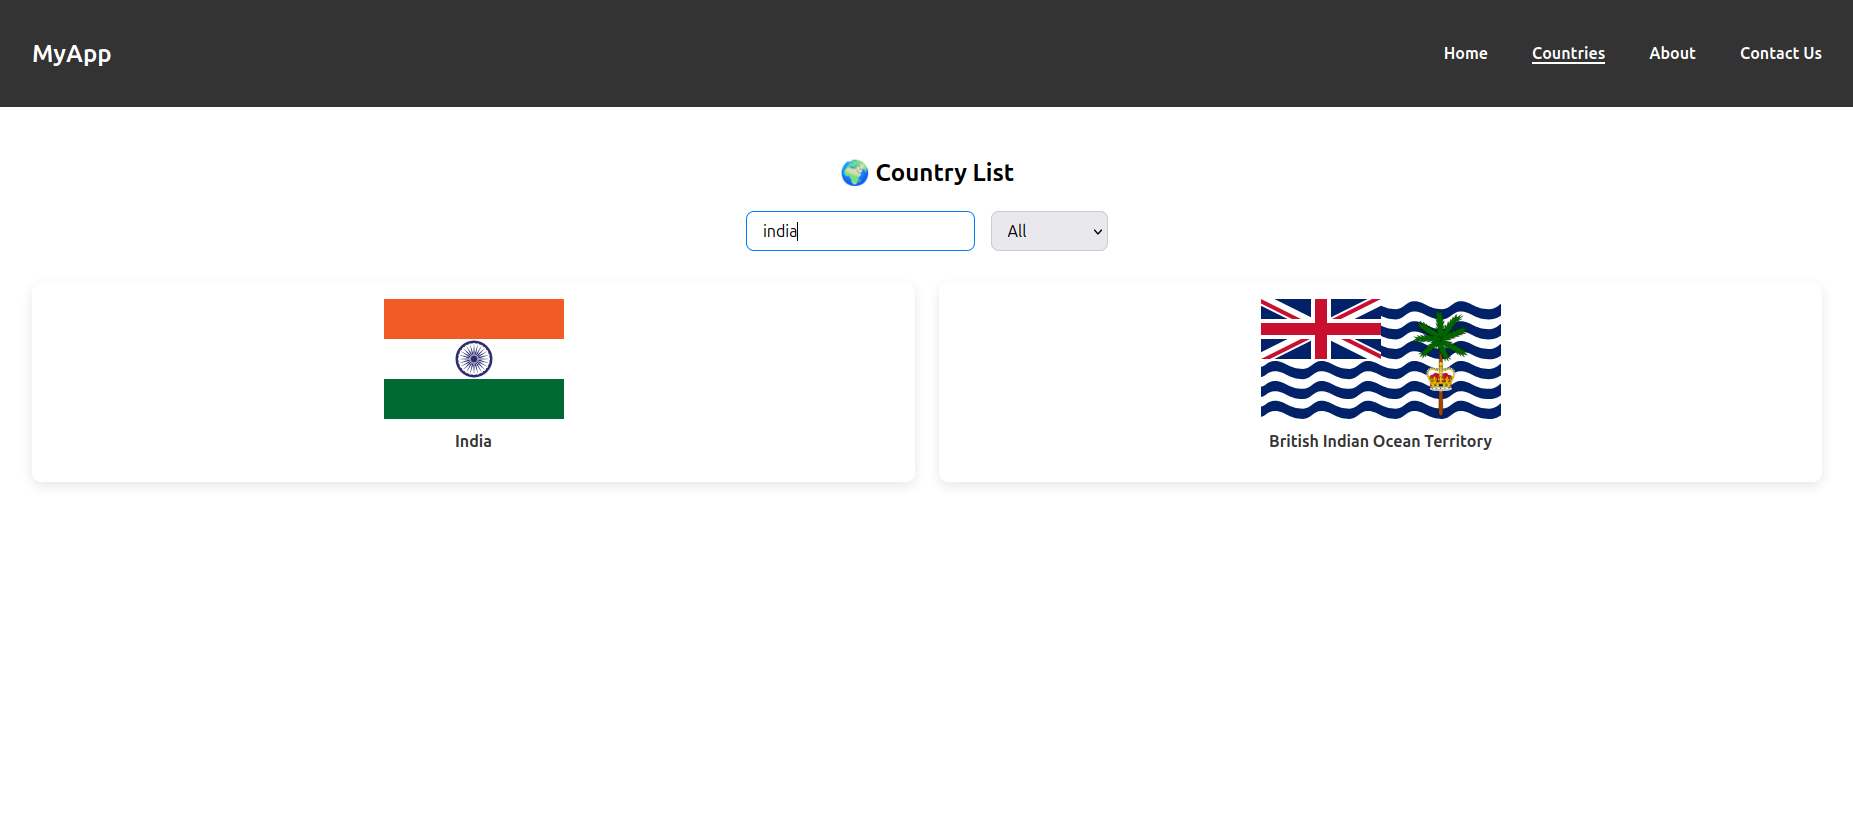 MyApp
Home Countries About Contact Us
🌍 Country List
india All
India
British Indian Ocean Territory